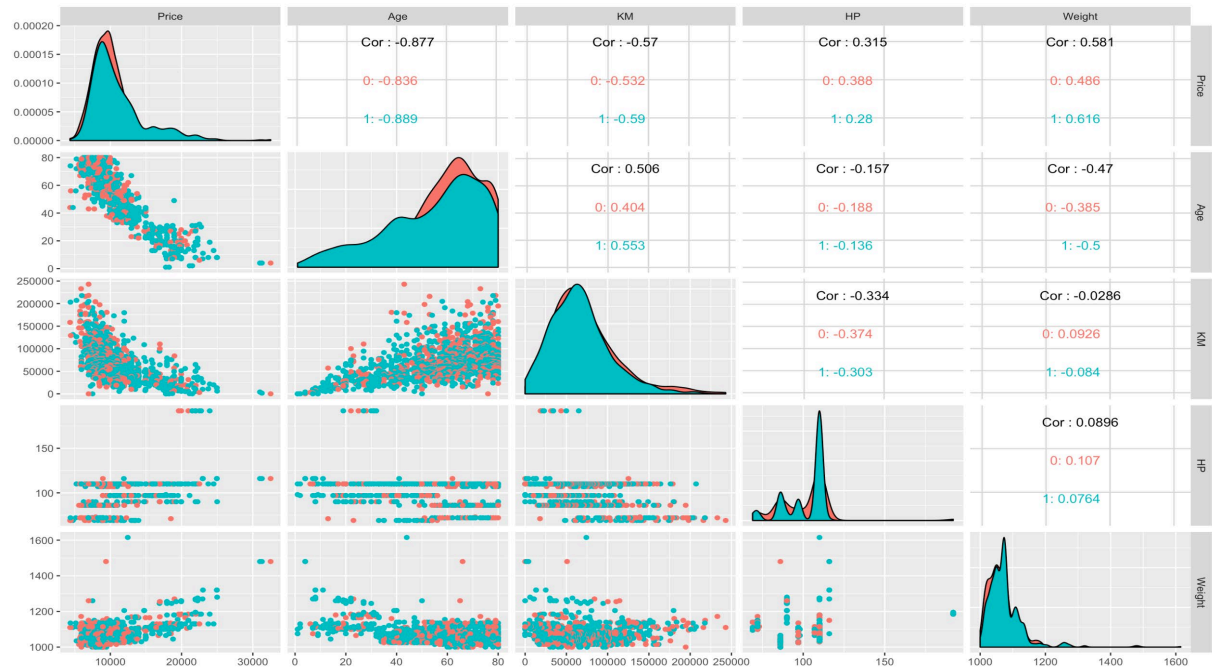 Price Age KM HP Weight
0.00020
0.00015
0.00010
0.00005
0.00000
Cor : -0.877
0: -0.836
1: -0.889
Cor : -0.57
0: -0.532
1: -0.59
Cor : 0.315
0: 0.388
1: 0.28
Cor : 0.581
0: 0.486
1: 0.616
Price
80
60
40
20
0
Cor : 0.506
0: 0.404
1: 0.553
Cor : -0.157
0: -0.188
1: -0.136
Cor : -0.47
0: -0.385
1: -0.5
Age
250000
200000
150000
100000
50000
0
Cor : -0.334
0: -0.374
1: -0.303
Cor : -0.0286
0: 0.0926
1: -0.084
KM
150
100
Cor : 0.0896
0: 0.107
1: 0.0764
HP
1600
1400
1200
1000
Weight
10000 20000 30000
0 20 40 60 80
0 50000 100000 150000 200000 250000
100 150
1000 1200 1400